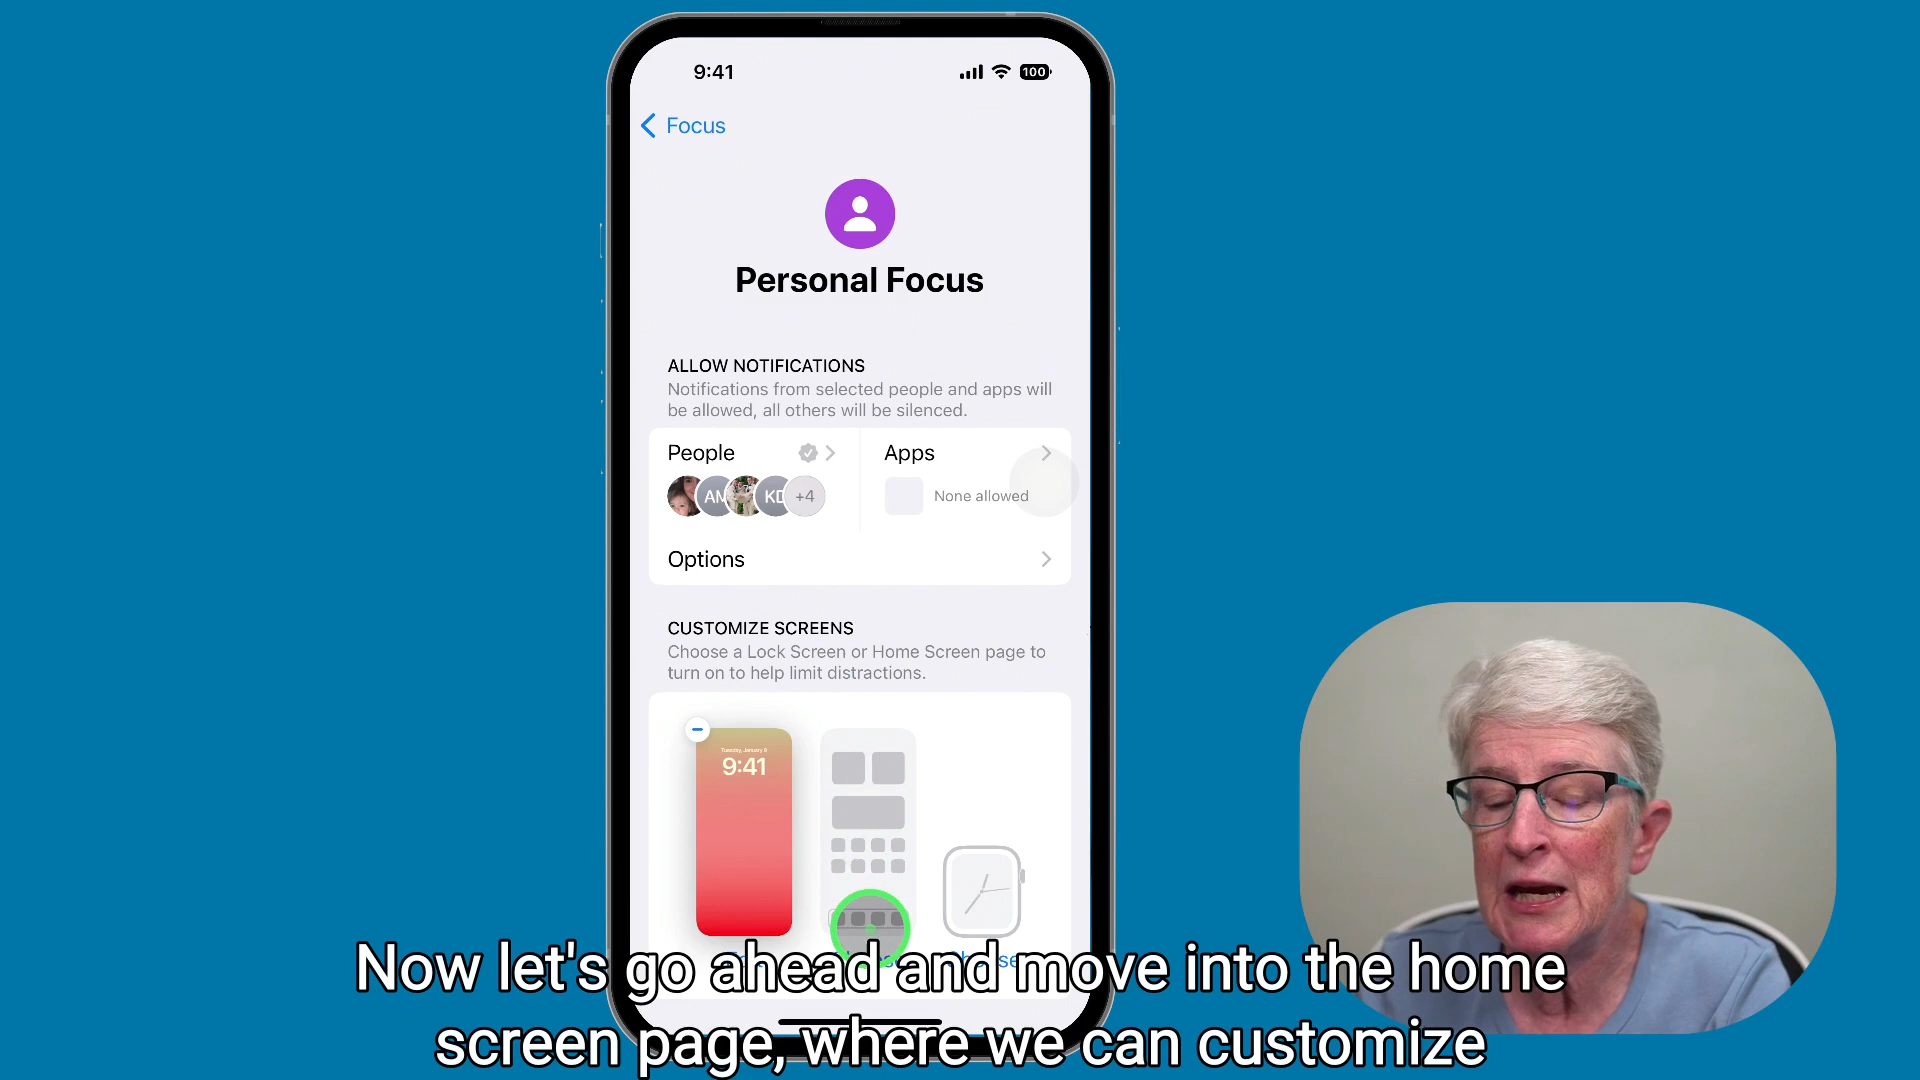 9:41
100
Focus
Personal Focus
ALLOW NOTIFICATIONS
Notifications from selected people and apps will
be allowed, all others will be silenced.
People
Apps
AM
KD
+4
None allowed
Options
CUSTOMIZE SCREENS
Choose a Lock Screen or Home Screen page to
turn on to help limit distractions.
Tuesday, January 9
9:41
Now let's go ahead and move into the home
screen page, where we can customize